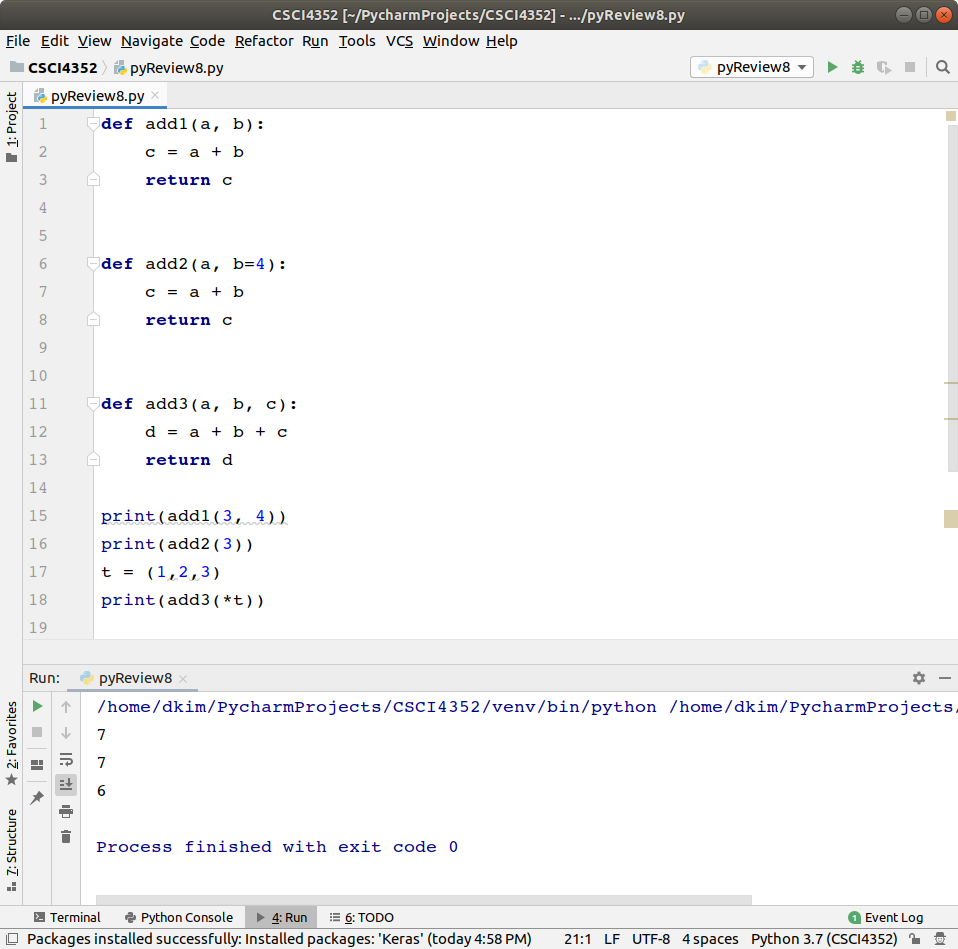 CSCI4352 [~/PycharmProjects/CSCI4352] - .../pyReview8.py
File Edit View Navigate Code Refactor Run Tools VCS Window Help
CSCI4352 pyReview8.py pyReview8
1: Project
pyReview8.py
1 def add1(a, b):
2     c = a + b
3     return c
4
5
6 def add2(a, b=4):
7     c = a + b
8     return c
9
10
11 def add3(a, b, c):
12     d = a + b + c
13     return d
14
15 print(add1(3, 4))
16 print(add2(3))
17 t = (1,2,3)
18 print(add3(*t))
19
Run: pyReview8
2: Favorites
7: Structure
/home/dkim/PycharmProjects/CSCI4352/venv/bin/python /home/dkim/PycharmProjects/
7
7
6
Process finished with exit code 0
Terminal Python Console 4: Run 6: TODO 1 Event Log
Packages installed successfully: Installed packages: 'Keras' (today 4:58 PM) 21:1 LF UTF-8 4 spaces Python 3.7 (CSCI4352)